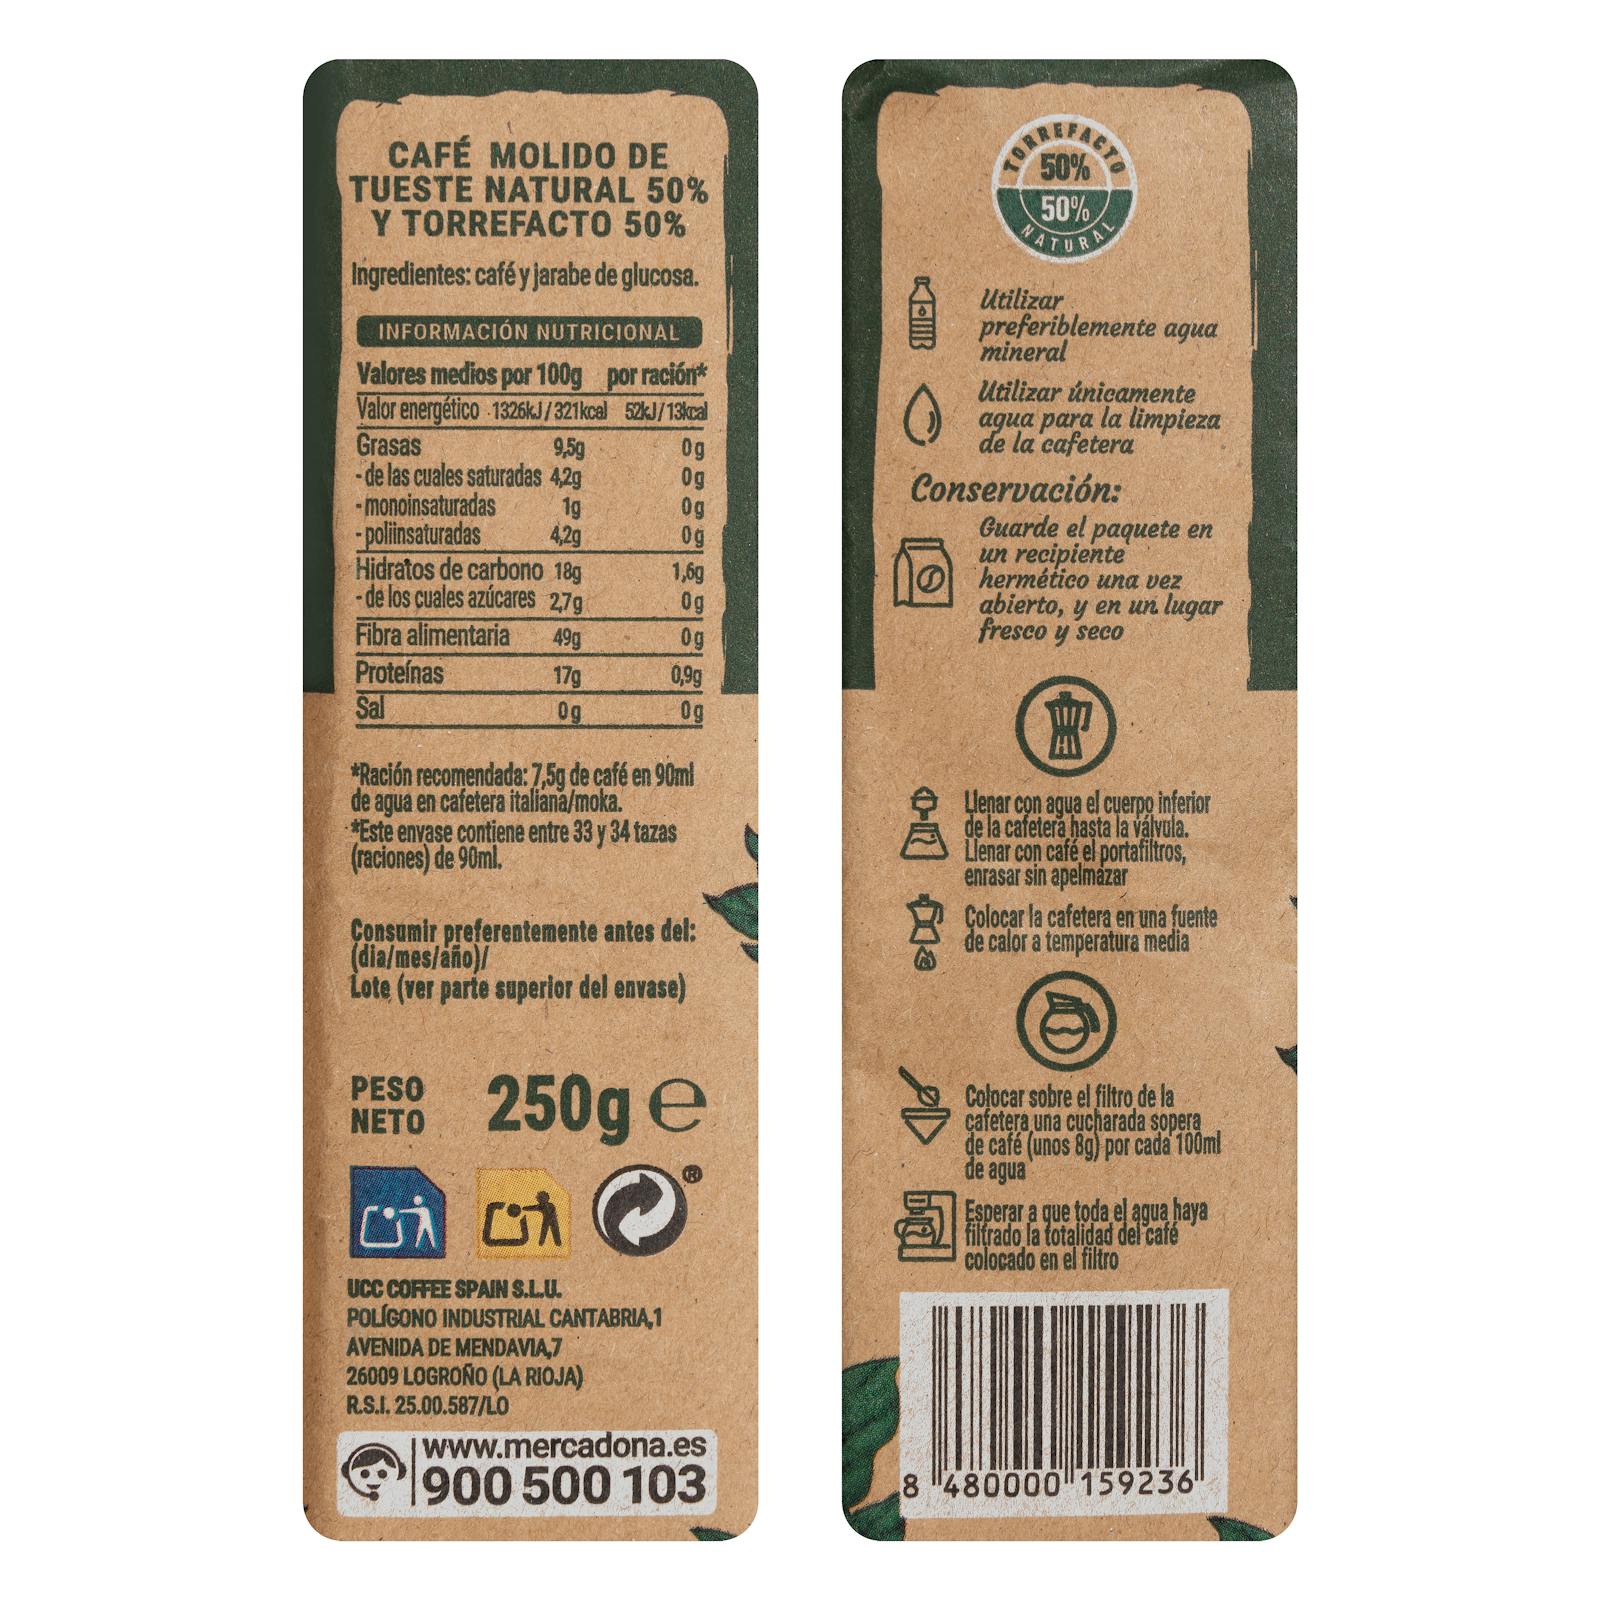 CAFÉ MOLIDO DE
TUESTE NATURAL 50%
Y TORREFACTO 50%
Ingredientes: café y jarabe de glucosa.
INFORMACIÓN NUTRICIONAL
Valores medios por 100g por ración*
Valor energético 1326kJ/321kcal 52kJ/13kcal
Grasas 9,5g 0g
- de las cuales saturadas 4,2g 0g
- monoinsaturadas 1g 0g
- poliinsaturadas 4,2g 0g
Hidratos de carbono 18g 1,6g
- de los cuales azúcares 2,7g 0g
Fibra alimentaria 49g 0g
Proteínas 17g 0,9g
Sal 0g 0g
*Ración recomendada: 7,5g de café en 90ml
de agua en cafetera italiana/moka.
*Este envase contiene entre 33 y 34 tazas
(raciones) de 90ml.
Consumir preferentemente antes del:
(dia/mes/año)/
Lote (ver parte superior del envase)
PESO
NETO 250g ℮
®
UCC COFFEE SPAIN S.L.U.
POLÍGONO INDUSTRIAL CANTABRIA,1
AVENIDA DE MENDAVIA,7
26009 LOGROÑO (LA RIOJA)
R.S.I. 25.00.587/LO
www.mercadona.es
900 500 103
TORREFACTO
50%
50%
NATURAL
Utilizar
preferiblemente agua
mineral
Utilizar únicamente
agua para la limpieza
de la cafetera
Conservación:
Guarde el paquete en
un recipiente
hermético una vez
abierto, y en un lugar
fresco y seco
Llenar con agua el cuerpo inferior
de la cafetera hasta la válvula.
Llenar con café el portafiltros,
enrasar sin apelmazar
Colocar la cafetera en una fuente
de calor a temperatura media
Colocar sobre el filtro de la
cafetera una cucharada sopera
de café (unos 8g) por cada 100ml
de agua
Esperar a que toda el agua haya
filtrado la totalidad del café
colocado en el filtro
8 480000 159236